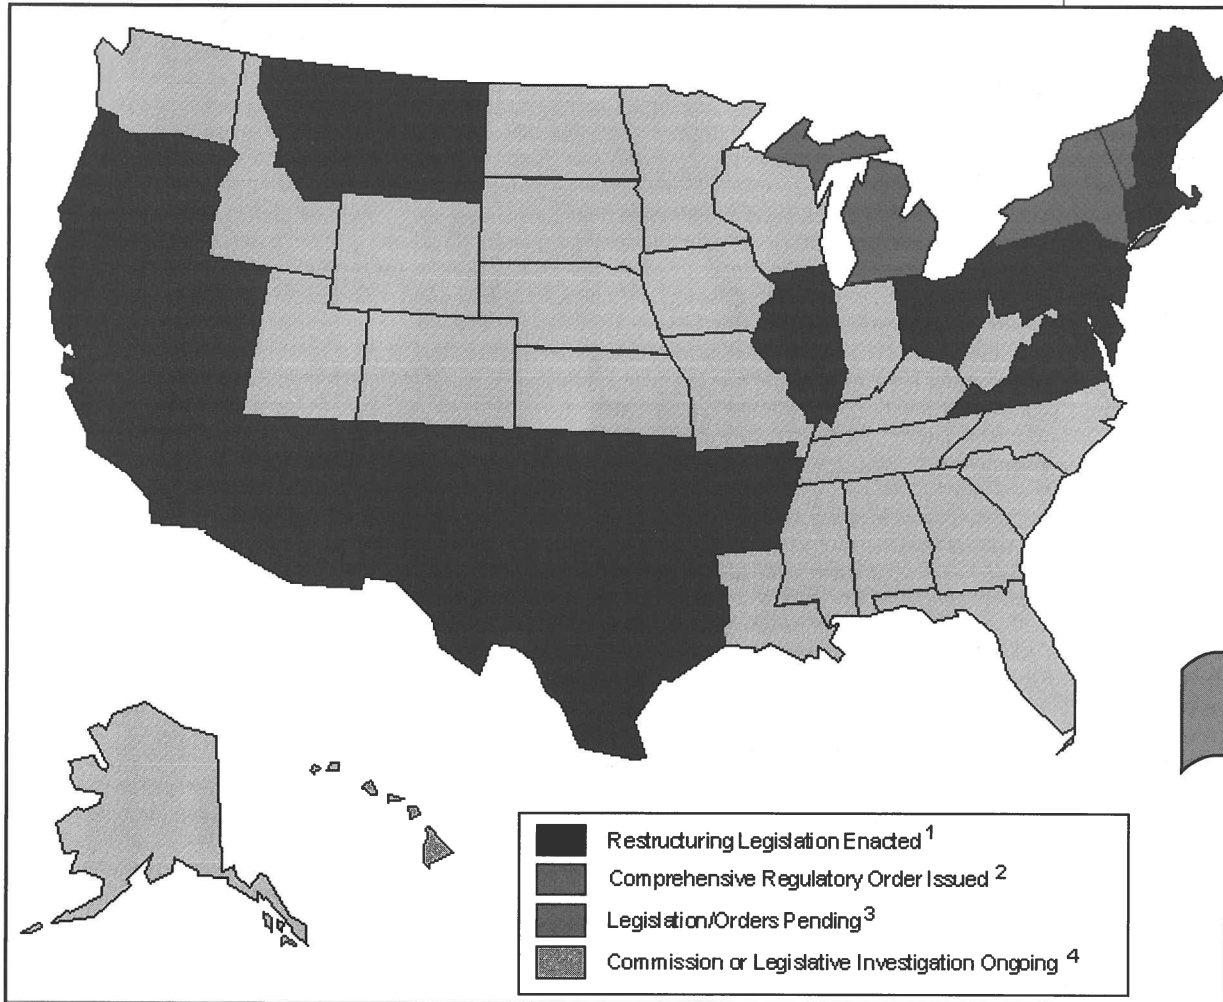 Restructuring Legislation Enacted 1
Comprehensive Regulatory Order Issued 2
Legislation/Orders Pending 3
Commission or Legislative Investigation Ongoing 4